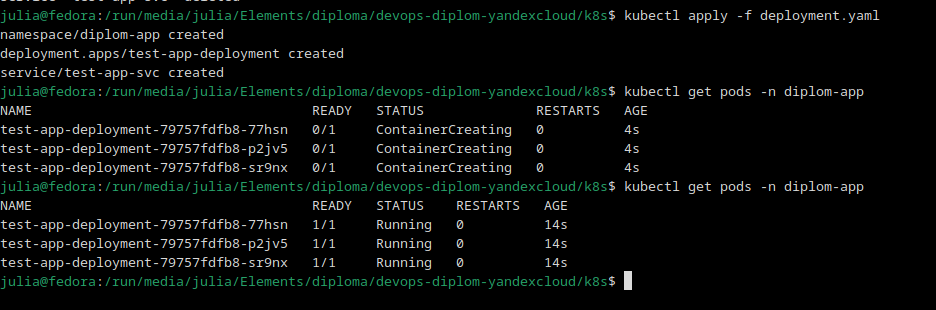 service "test-app-svc" deleted
julia@fedora:/run/media/julia/Elements/diploma/devops-diplom-yandexcloud/k8s$ kubectl apply -f deployment.yaml
namespace/diplom-app created
deployment.apps/test-app-deployment created
service/test-app-svc created
julia@fedora:/run/media/julia/Elements/diploma/devops-diplom-yandexcloud/k8s$ kubectl get pods -n diplom-app
NAME READY STATUS RESTARTS AGE
test-app-deployment-79757fdfb8-77hsn 0/1 ContainerCreating 0 4s
test-app-deployment-79757fdfb8-p2jv5 0/1 ContainerCreating 0 4s
test-app-deployment-79757fdfb8-sr9nx 0/1 ContainerCreating 0 4s
julia@fedora:/run/media/julia/Elements/diploma/devops-diplom-yandexcloud/k8s$ kubectl get pods -n diplom-app
NAME READY STATUS RESTARTS AGE
test-app-deployment-79757fdfb8-77hsn 1/1 Running 0 14s
test-app-deployment-79757fdfb8-p2jv5 1/1 Running 0 14s
test-app-deployment-79757fdfb8-sr9nx 1/1 Running 0 14s
julia@fedora:/run/media/julia/Elements/diploma/devops-diplom-yandexcloud/k8s$